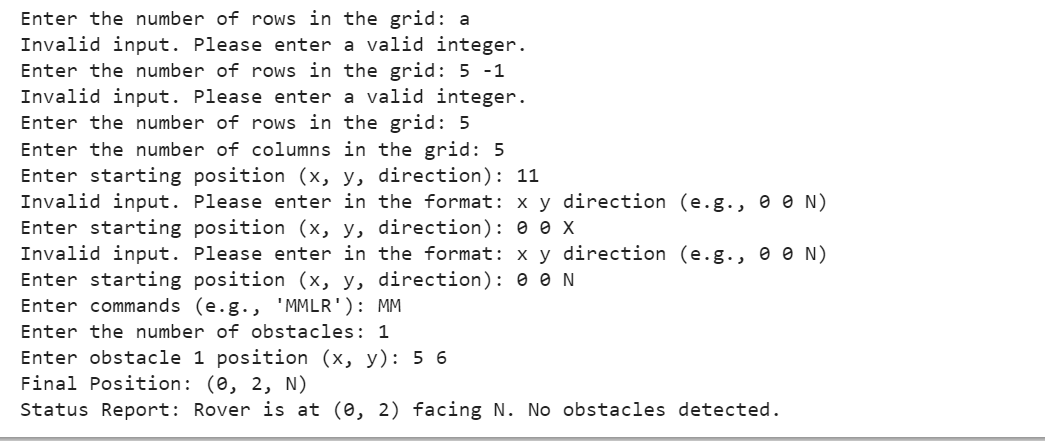 Enter the number of rows in the grid: a
Invalid input. Please enter a valid integer.
Enter the number of rows in the grid: 5 -1
Invalid input. Please enter a valid integer.
Enter the number of rows in the grid: 5
Enter the number of columns in the grid: 5
Enter starting position (x, y, direction): 11
Invalid input. Please enter in the format: x y direction (e.g., 0 0 N)
Enter starting position (x, y, direction): 0 0 X
Invalid input. Please enter in the format: x y direction (e.g., 0 0 N)
Enter starting position (x, y, direction): 0 0 N
Enter commands (e.g., 'MMLR'): MM
Enter the number of obstacles: 1
Enter obstacle 1 position (x, y): 5 6
Final Position: (0, 2, N)
Status Report: Rover is at (0, 2) facing N. No obstacles detected.